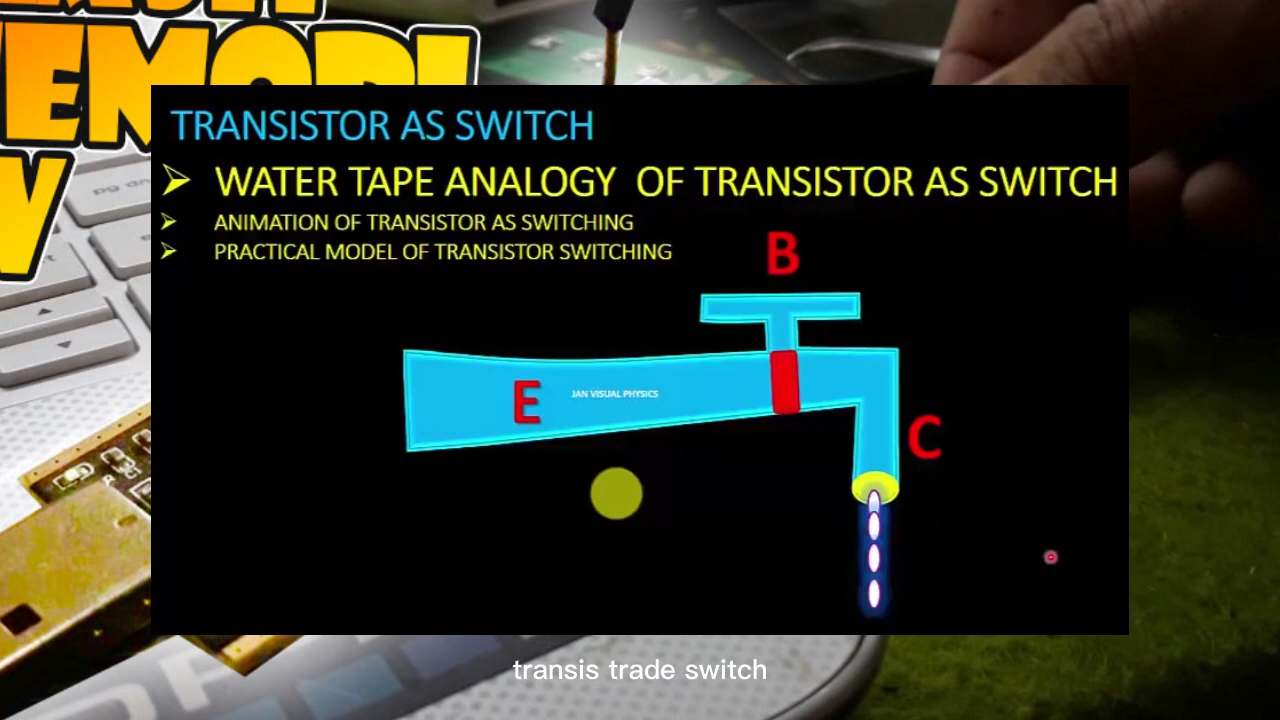 TRANSISTOR AS SWITCH
WATER TAPE ANALOGY OF TRANSISTOR AS SWITCH
ANIMATION OF TRANSISTOR AS SWITCHING
PRACTICAL MODEL OF TRANSISTOR SWITCHING
B
E
JAN VISUAL PHYSICS
C
transis trade switch